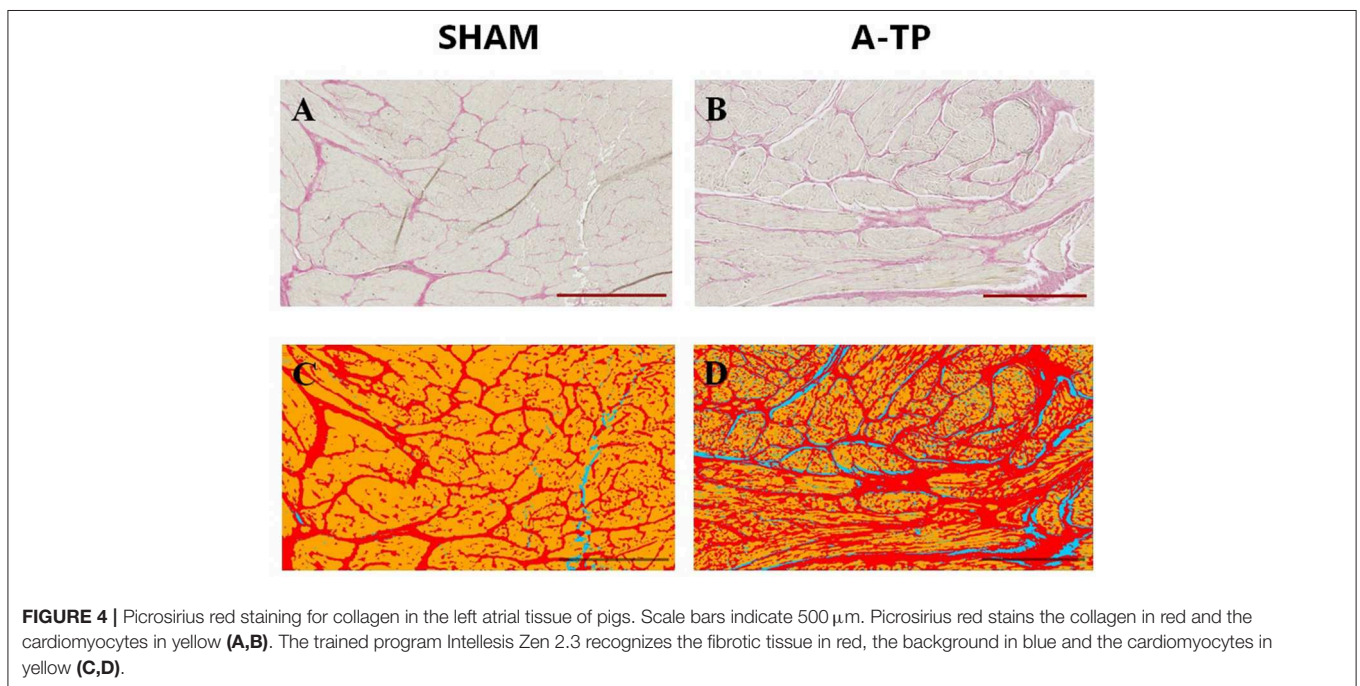 SHAM A-TP
A B
C D
FIGURE 4 | Picrosirius red staining for collagen in the left atrial tissue of pigs. Scale bars indicate 500 μm. Picrosirius red stains the collagen in red and the
cardiomyocytes in yellow (A,B). The trained program Intellesis Zen 2.3 recognizes the fibrotic tissue in red, the background in blue and the cardiomyocytes in
yellow (C,D).